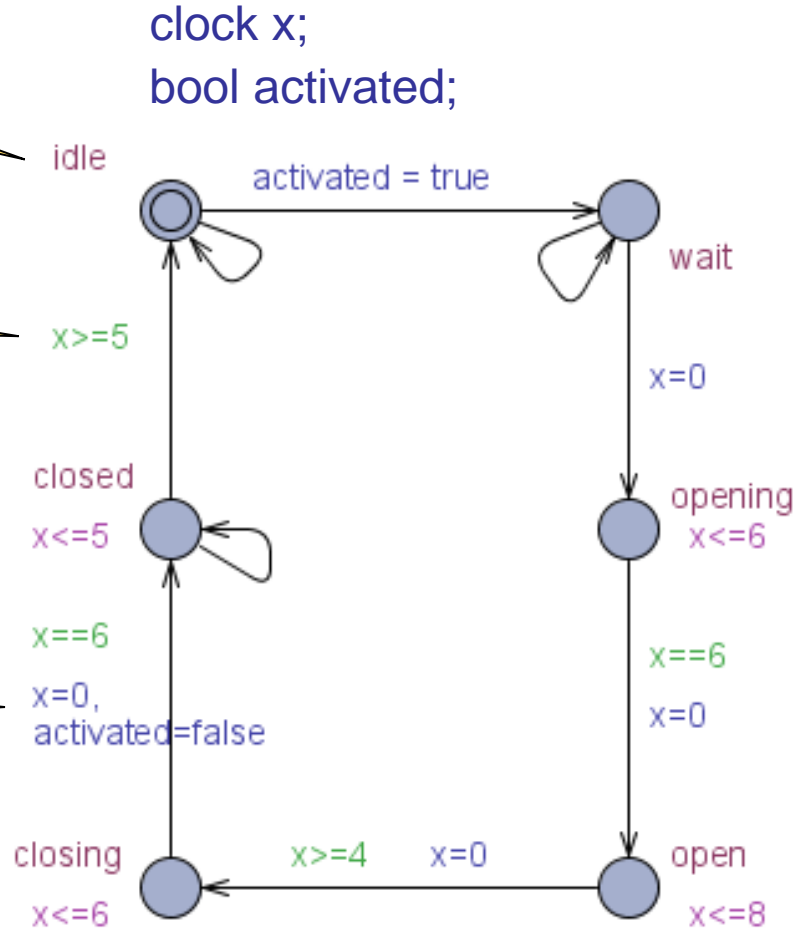 clock x;
bool activated;
idle
activated = true
wait
x>=5
x=0
closed
x<=5
opening
x<=6
x==6
x=0,
activated=false
x==6
x=0
closing
x<=6
x>=4 x=0
open
x<=8